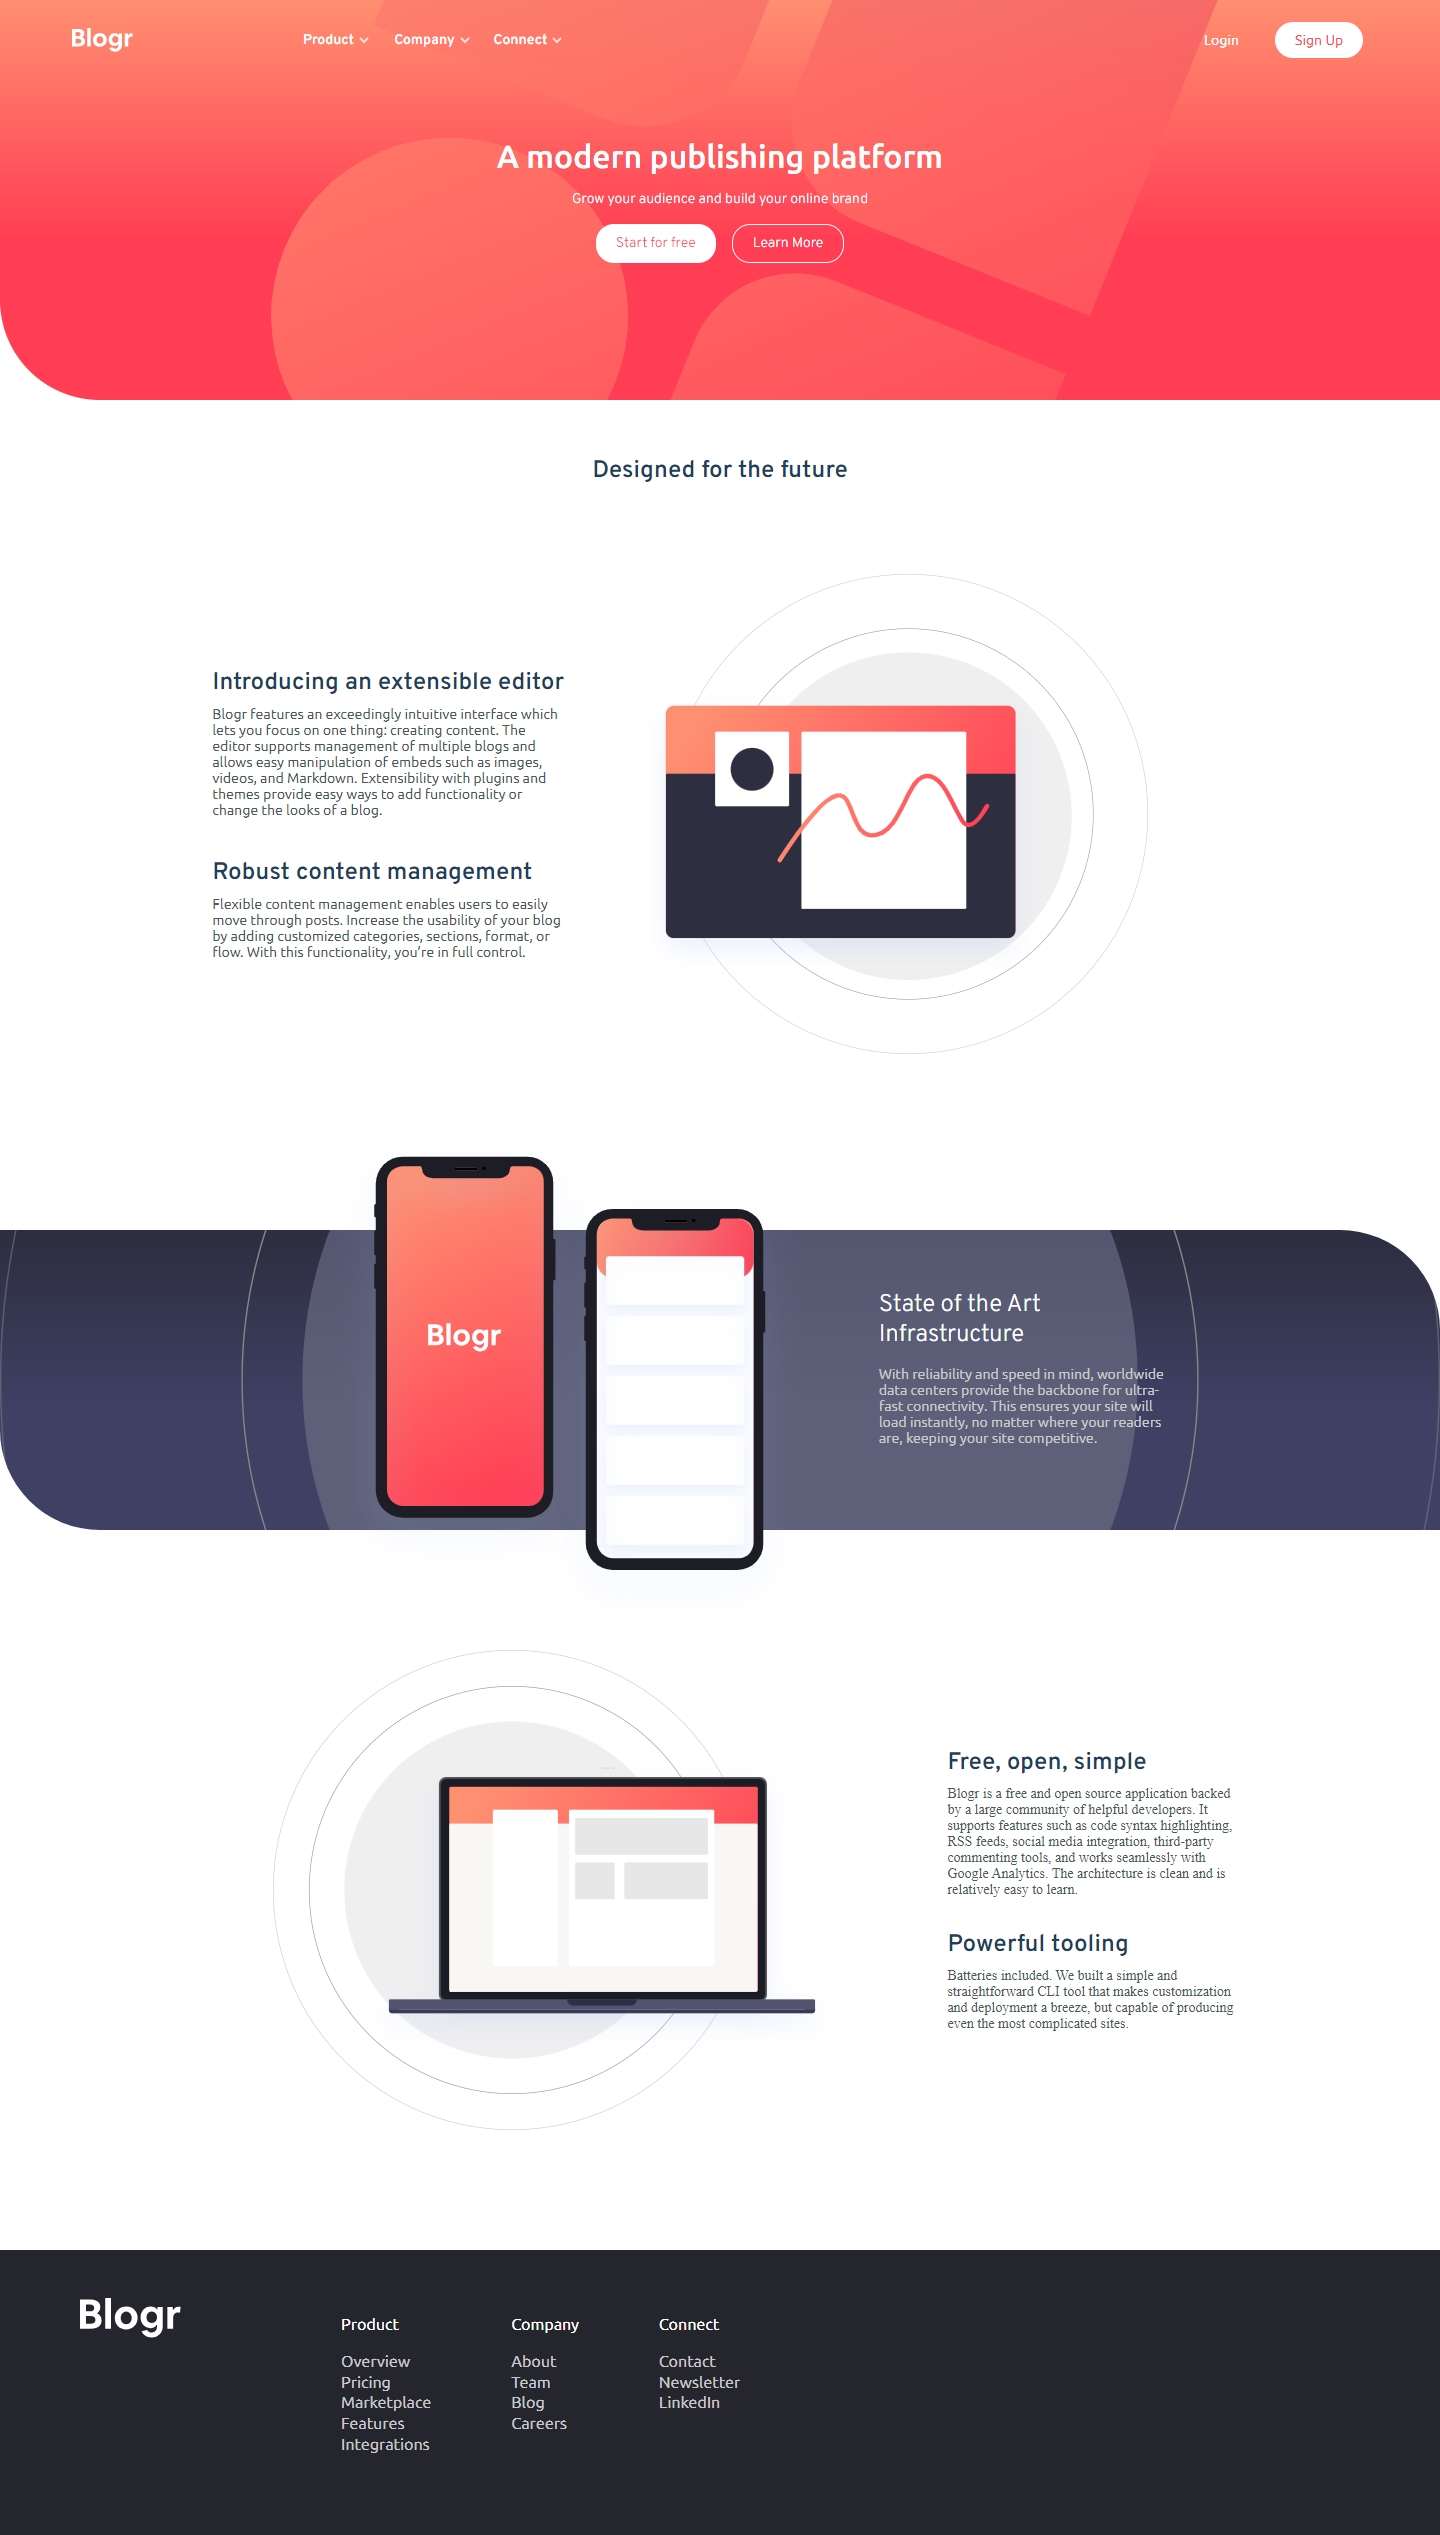 Blogr Product Company Connect Login Sign Up
A modern publishing platform
Grow your audience and build your online brand
Start for free Learn More
Designed for the future
Introducing an extensible editor
Blogr features an exceedingly intuitive interface which
lets you focus on one thing: creating content. The
editor supports management of multiple blogs and
allows easy manipulation of embeds such as images,
videos, and Markdown. Extensibility with plugins and
themes provide easy ways to add functionality or
change the looks of a blog.
Robust content management
Flexible content management enables users to easily
move through posts. Increase the usability of your blog
by adding customized categories, sections, format, or
flow. With this functionality, you’re in full control.
Blogr
State of the Art
Infrastructure
With reliability and speed in mind, worldwide
data centers provide the backbone for ultra-
fast connectivity. This ensures your site will
load instantly, no matter where your readers
are, keeping your site competitive.
Free, open, simple
Blogr is a free and open source application backed
by a large community of helpful developers. It
supports features such as code syntax highlighting,
RSS feeds, social media integration, third-party
commenting tools, and works seamlessly with
Google Analytics. The architecture is clean and is
relatively easy to learn.
Powerful tooling
Batteries included. We built a simple and
straightforward CLI tool that makes customization
and deployment a breeze, but capable of producing
even the most complicated sites.
Blogr
Product
Overview
Pricing
Marketplace
Features
Integrations
Company
About
Team
Blog
Careers
Connect
Contact
Newsletter
LinkedIn